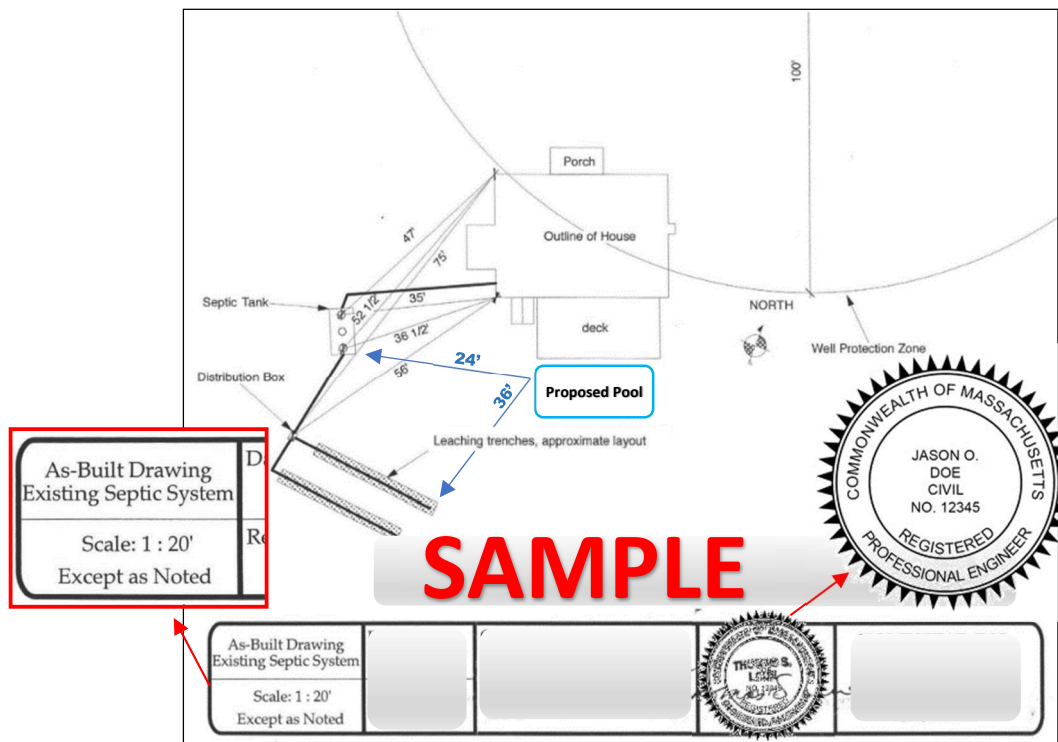 100'
Porch
Outline of House
47'
75'
Septic Tank
52 1/2'
35'
NORTH
deck
36 1/2'
Well Protection Zone
24'
Distribution Box
56'
36'
Proposed Pool
Leaching trenches, approximate layout
COMMONWEALTH OF MASSACHUSETTS
JASON O.
DOE
CIVIL
NO. 12345
REGISTERED
PROFESSIONAL ENGINEER
As-Built Drawing
Existing Septic System
Scale: 1 : 20'
Except as Noted
D
Re
SAMPLE
As-Built Drawing
Existing Septic System
Scale: 1 : 20'
Except as Noted
REGISTERED